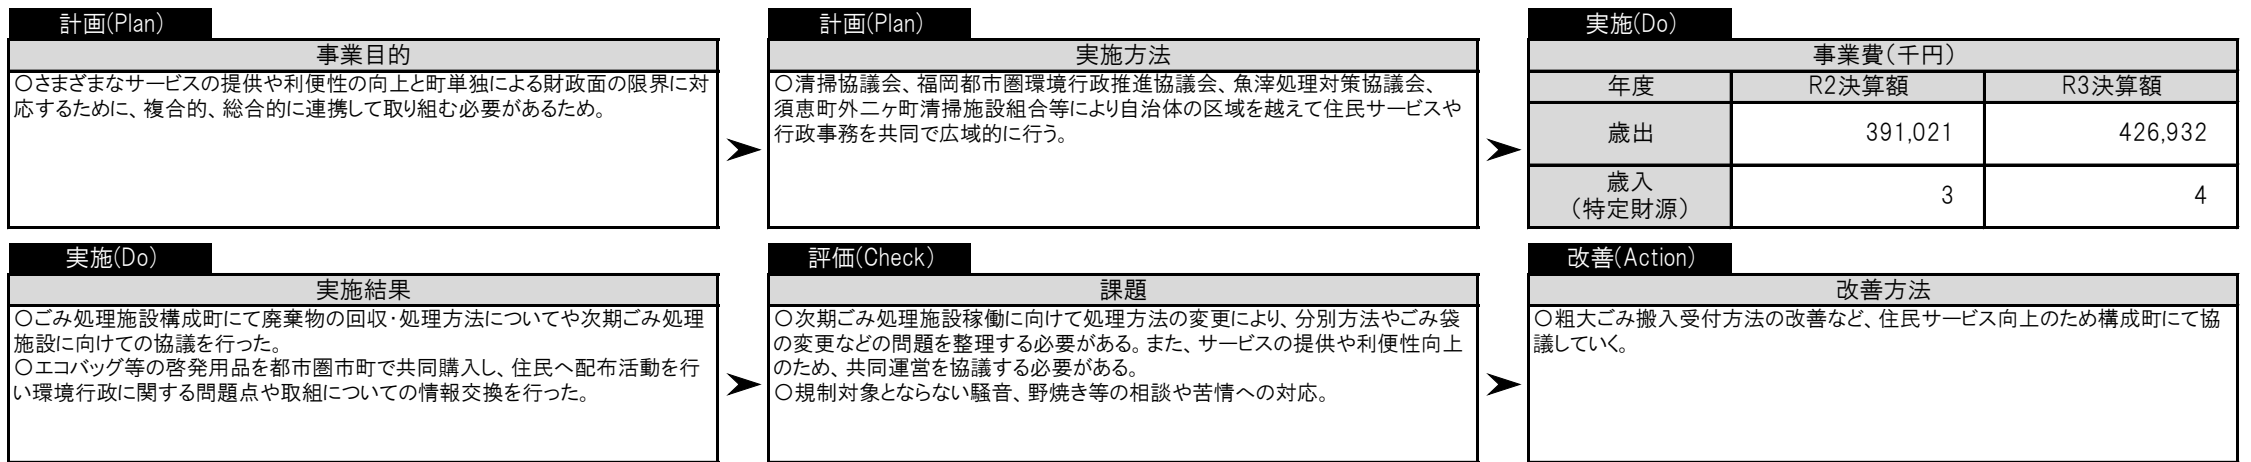 計画(Plan)
事業目的
〇さまざまなサービスの提供や利便性の向上と町単独による財政面の限界に対
応するために、複合的、総合的に連携して取り組む必要があるため。
計画(Plan)
実施方法
〇清掃協議会、福岡都市圏環境行政推進協議会、魚滓処理対策協議会、
須恵町外二ヶ町清掃施設組合等により自治体の区域を越えて住民サービスや
行政事務を共同で広域的に行う。
実施(Do)
事業費(千円)
年度 R2決算額 R3決算額
歳出 391,021 426,932
歳入
(特定財源) 3 4
実施(Do)
実施結果
〇ごみ処理施設構成町にて廃棄物の回収・処理方法についてや次期ごみ処理
施設に向けての協議を行った。
〇エコバッグ等の啓発用品を都市圏市町で共同購入し、住民へ配布活動を行
い環境行政に関する問題点や取組についての情報交換を行った。
評価(Check)
課題
〇次期ごみ処理施設稼働に向けて処理方法の変更により、分別方法やごみ袋
の変更などの問題を整理する必要がある。また、サービスの提供や利便性向上
のため、共同運営を協議する必要がある。
〇規制対象とならない騒音、野焼き等の相談や苦情への対応。
改善(Action)
改善方法
〇粗大ごみ搬入受付方法の改善など、住民サービス向上のため構成町にて協
議していく。